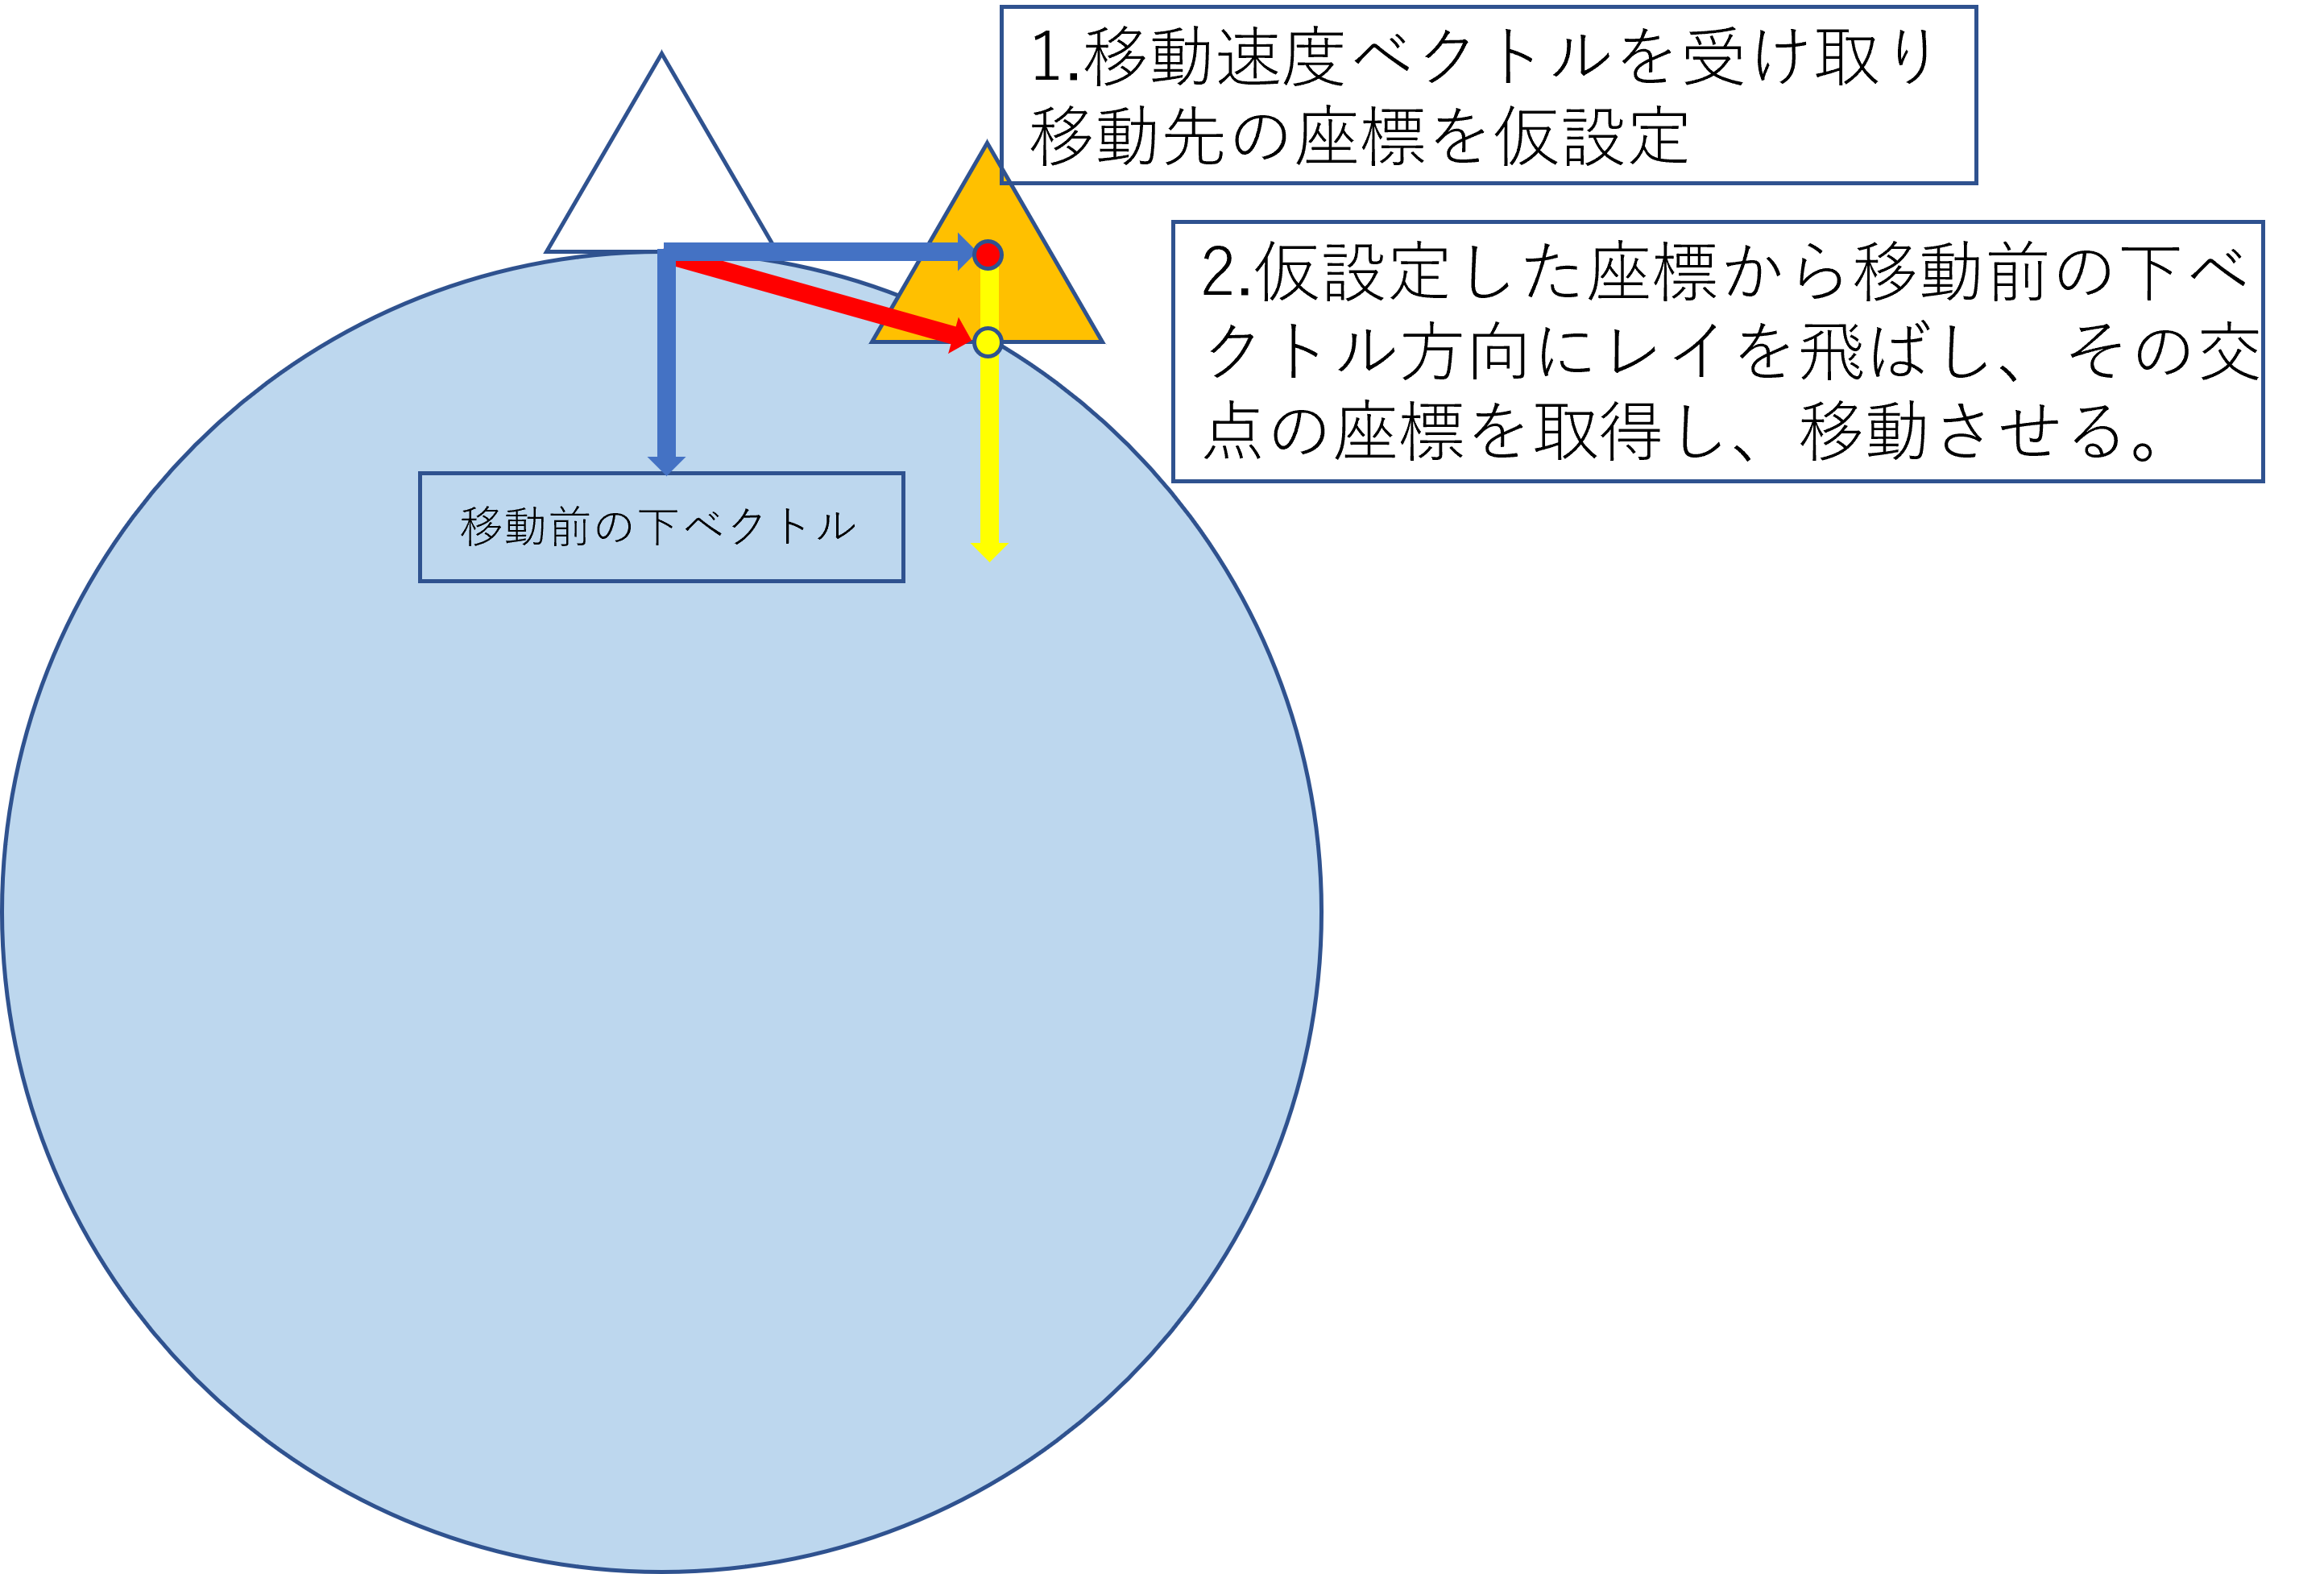 1.移動速度ベクトルを受け取り
移動先の座標を仮設定
2.仮設定した座標から移動前の下ベ
クトル方向にレイを飛ばし、その交
点の座標を取得し、移動させる。
移動前の下ベクトル